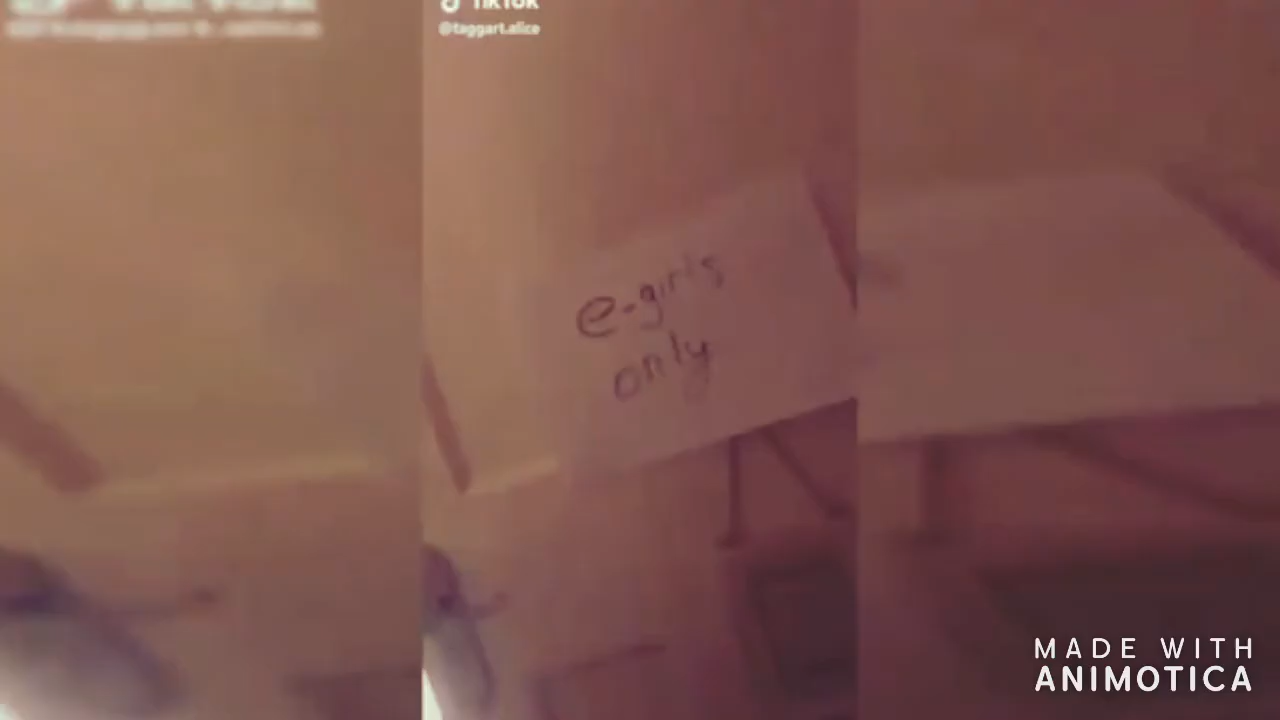 TikTok
@taggart.alice
e-girls
only
MADE WITH
ANIMOTICA